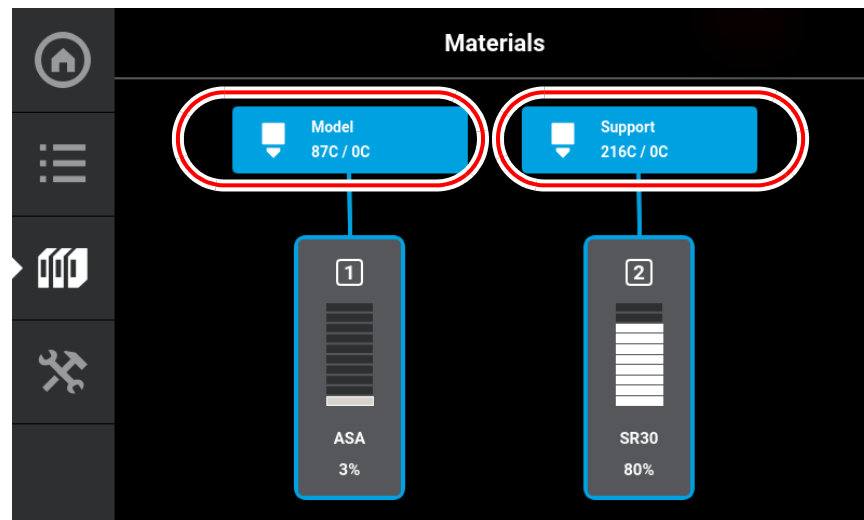 Materials
Model
87C / 0C
Support
216C / 0C
1
2
ASA
3%
SR30
80%